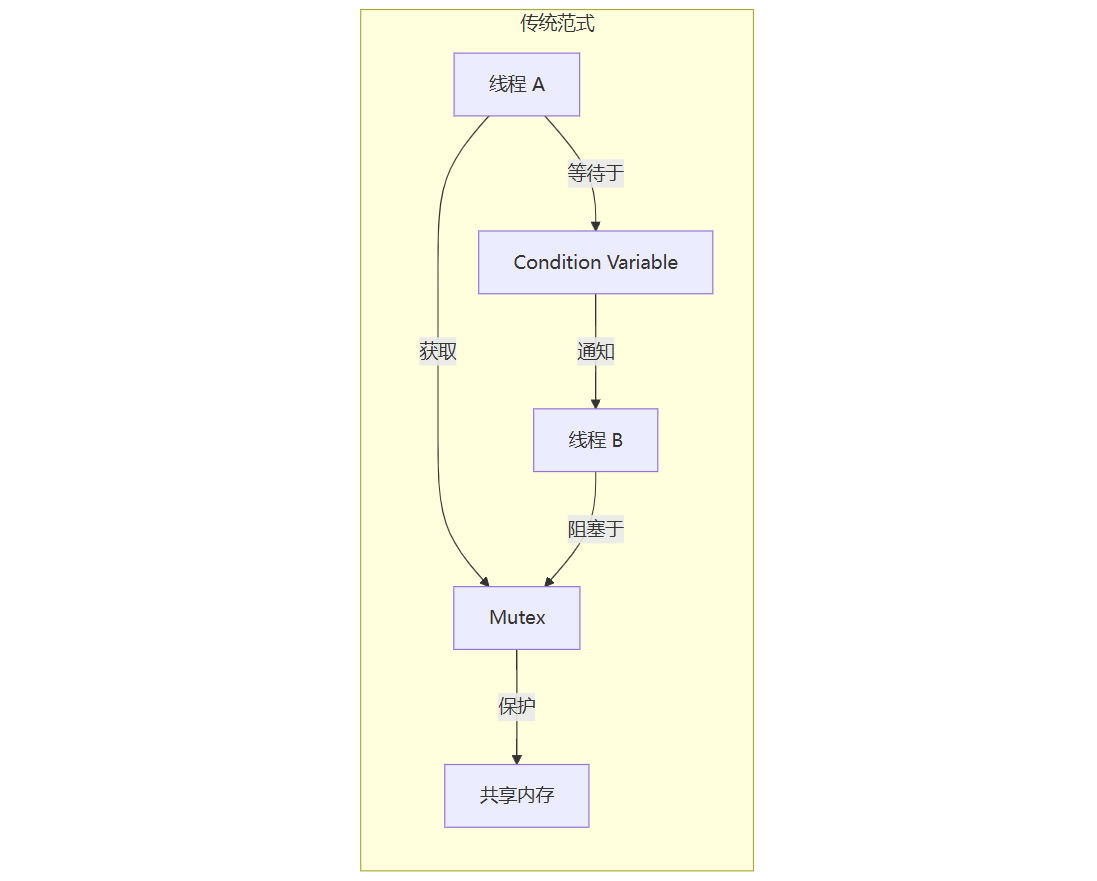 传统范式
线程 A
等待于
Condition Variable
获取
通知
线程 B
阻塞于
Mutex
保护
共享内存